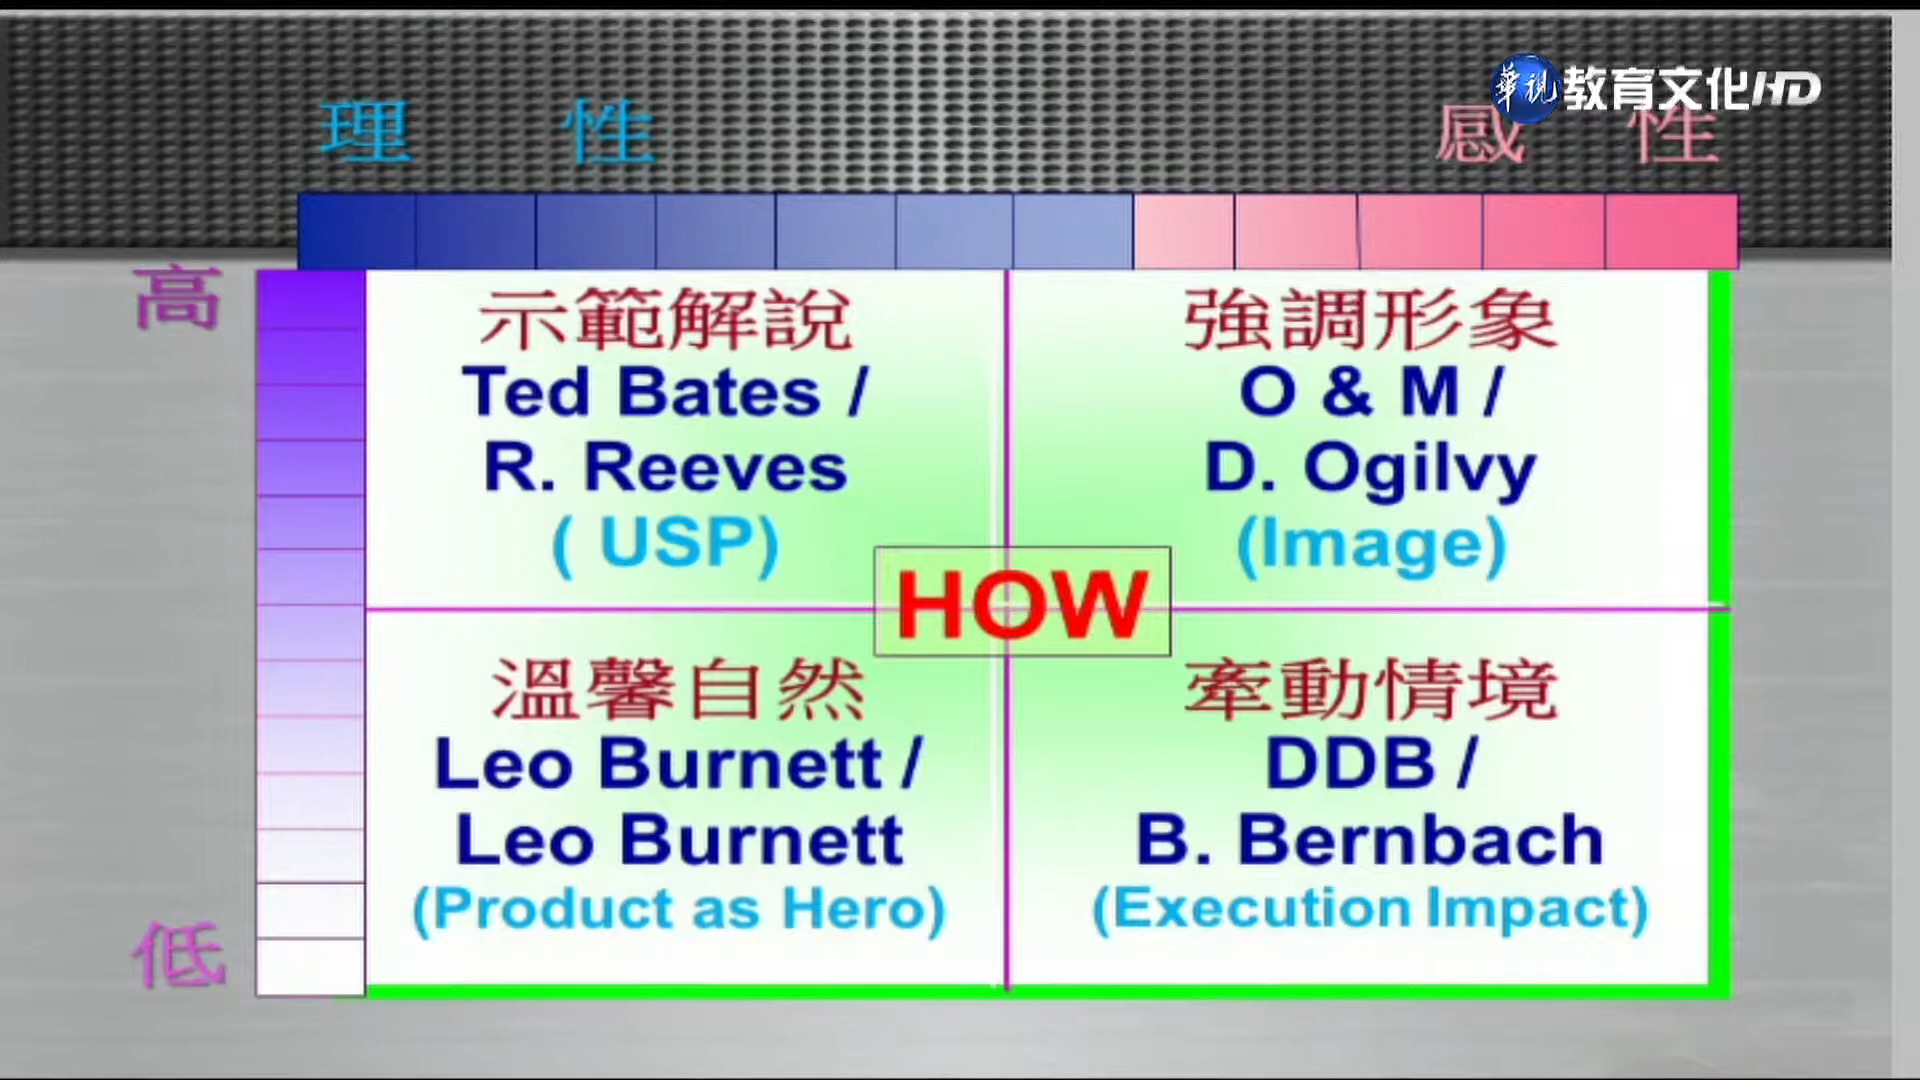 華視 教育文化HD
理性
感性
高
示範解說
Ted Bates /
R. Reeves
( USP)
強調形象
O & M /
D. Ogilvy
(Image)
HOW
溫馨自然
Leo Burnett /
Leo Burnett
(Product as Hero)
牽動情境
DDB /
B. Bernbach
(Execution Impact)
低